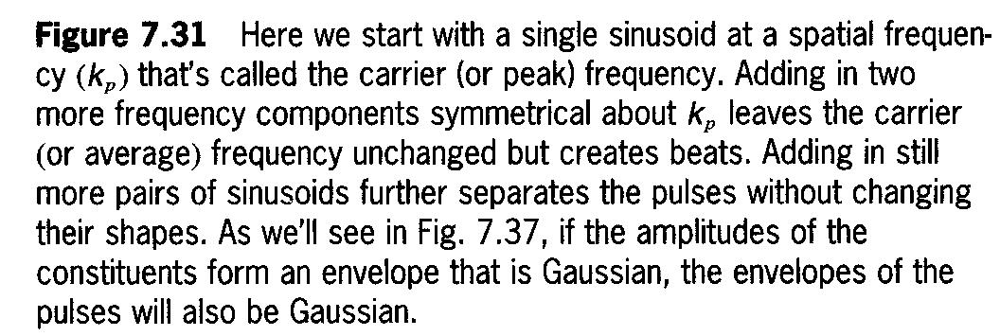 Figure 7.31 Here we start with a single sinusoid at a spatial frequen-
cy (kp) that's called the carrier (or peak) frequency. Adding in two
more frequency components symmetrical about kp leaves the carrier
(or average) frequency unchanged but creates beats. Adding in still
more pairs of sinusoids further separates the pulses without changing
their shapes. As we'll see in Fig. 7.37, if the amplitudes of the
constituents form an envelope that is Gaussian, the envelopes of the
pulses will also be Gaussian.